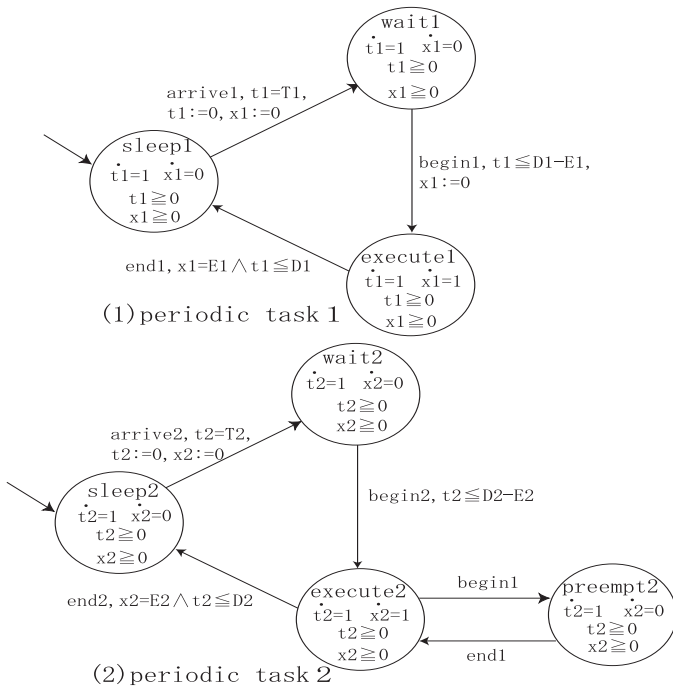 wait1
ṫ1=1 ẋ1=0
t1≧0
x1≧0
arrive1, t1=T1,
t1:=0, x1:=0
sleep1
ṫ1=1 ẋ1=0
t1≧0
x1≧0
begin1, t1≦D1-E1,
x1:=0
end1, x1=E1∧t1≦D1
execute1
ṫ1=1 ẋ1=1
t1≧0
x1≧0
(1)periodic task 1
wait2
ṫ2=1 ẋ2=0
t2≧0
x2≧0
arrive2, t2=T2,
t2:=0, x2:=0
sleep2
ṫ2=1 ẋ2=0
t2≧0
x2≧0
begin2, t2≦D2-E2
end2, x2=E2∧t2≦D2
execute2
ṫ2=1 ẋ2=1
t2≧0
x2≧0
begin1
end1
preempt2
ṫ2=1 ẋ2=0
t2≧0
x2≧0
(2)periodic task 2